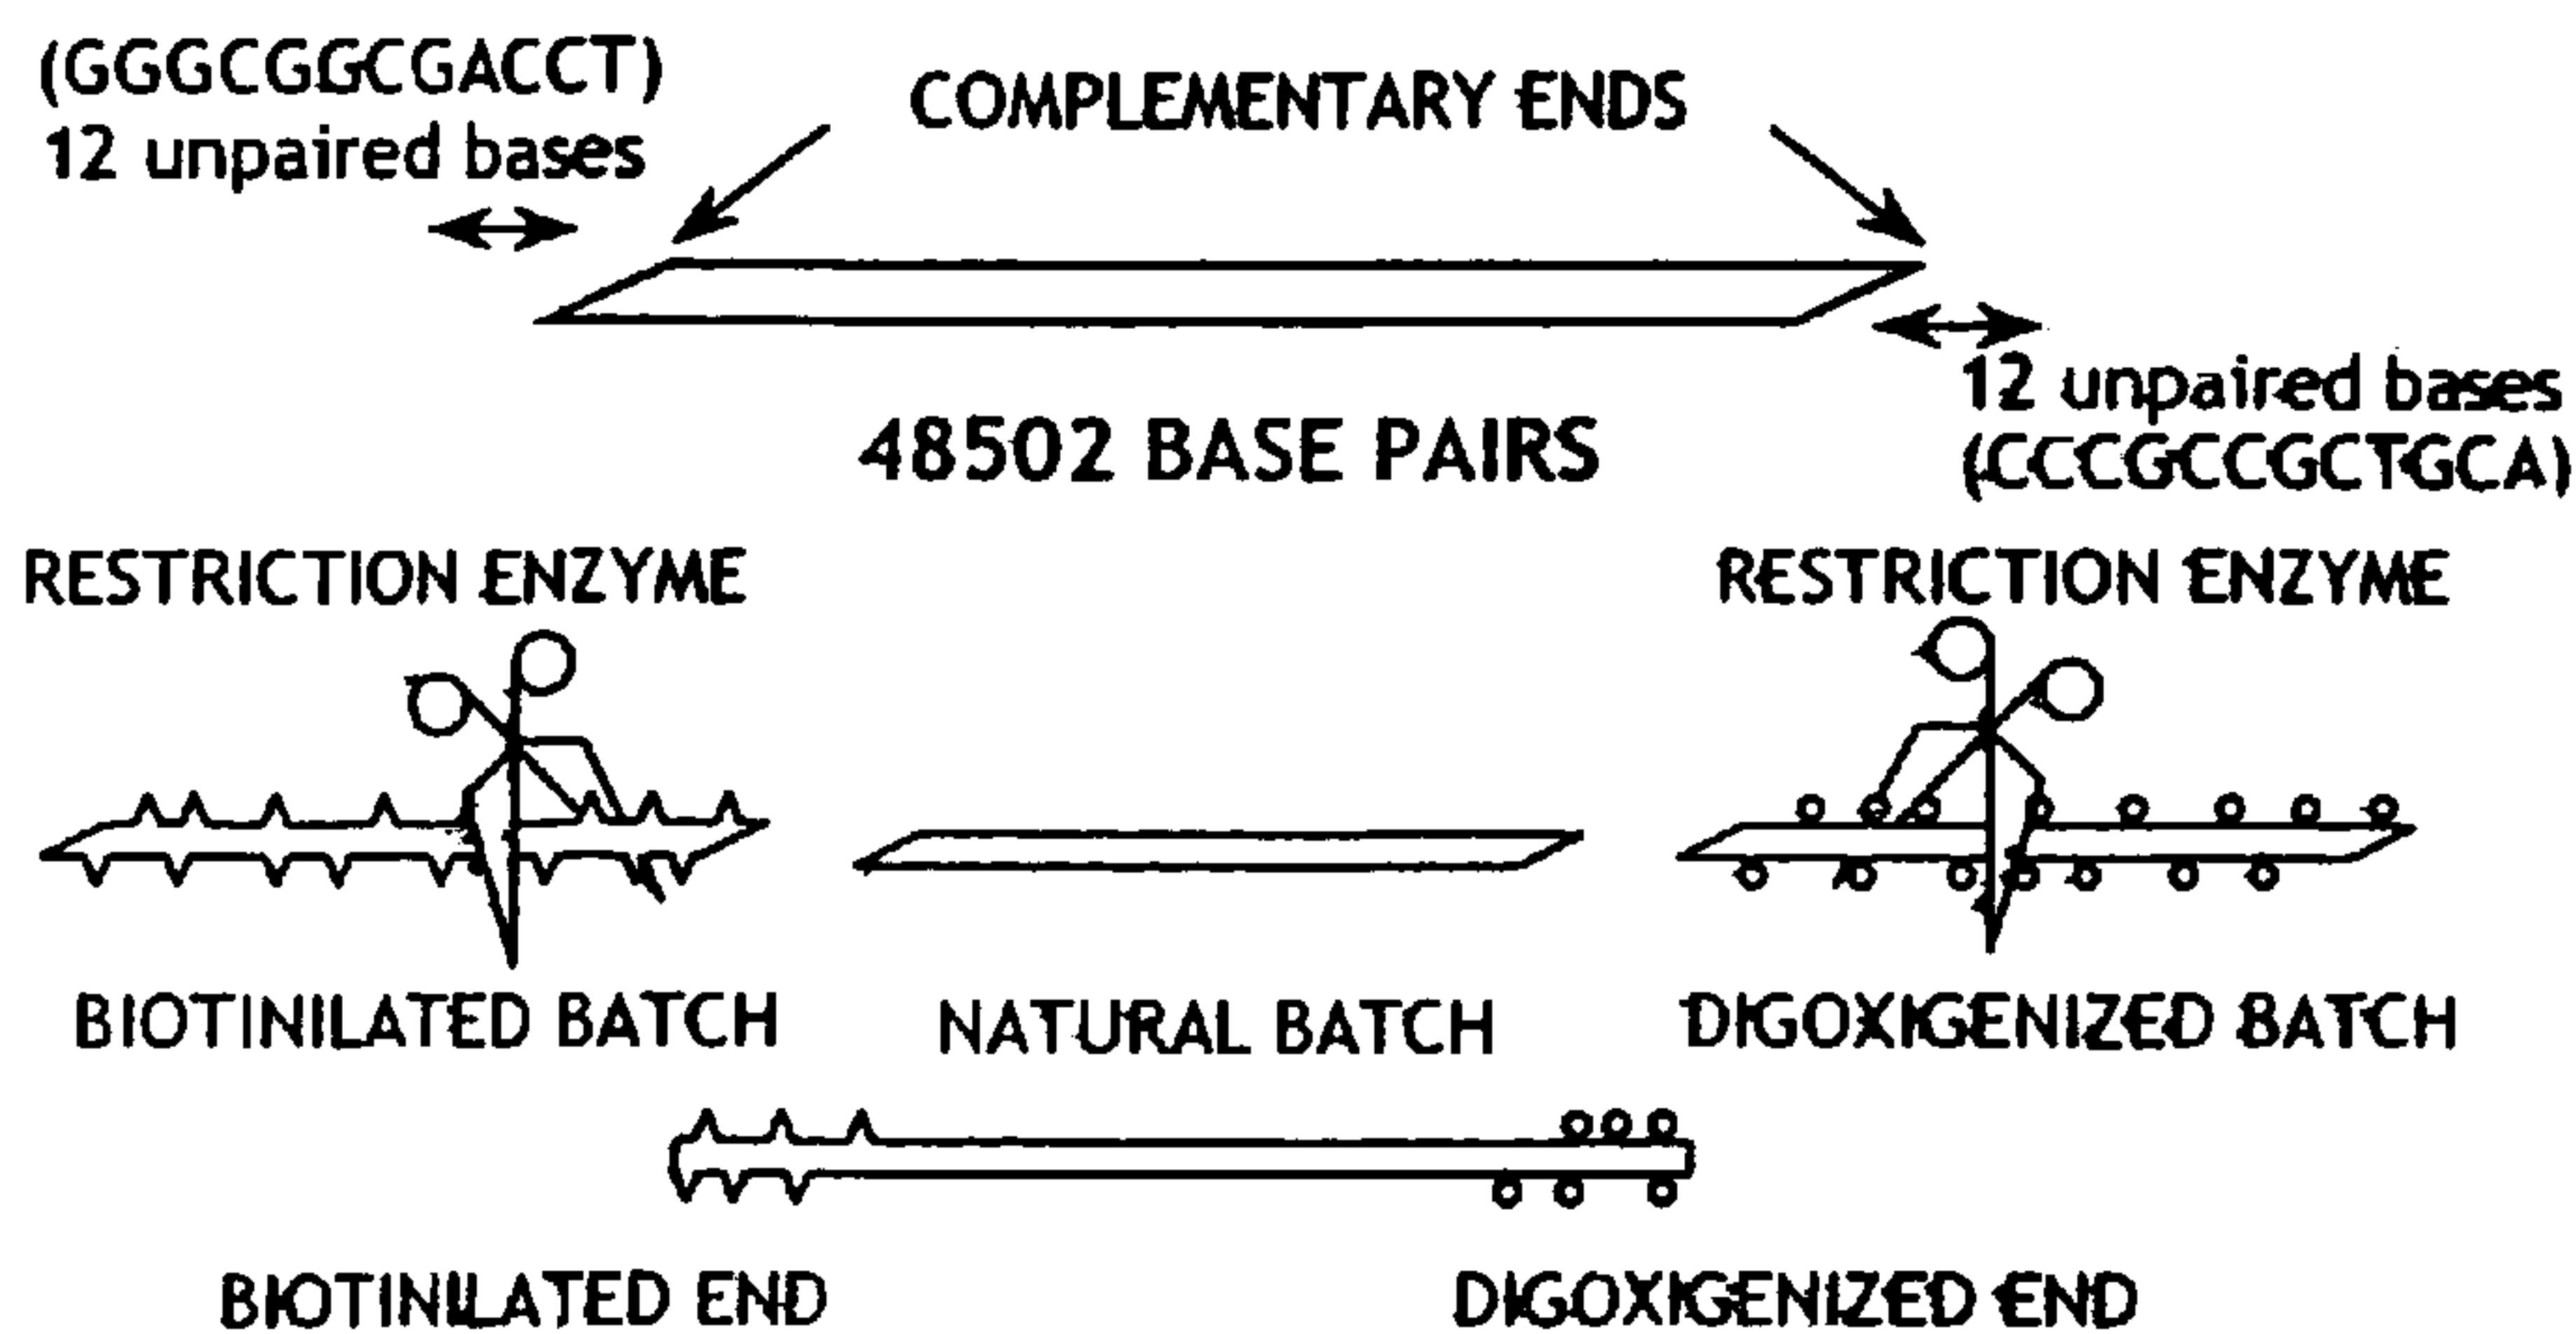 (GGGCGGCGACCT)
12 unpaired bases
COMPLEMENTARY ENDS
12 unpaired bases
(CCCGCCGCTGCA)
48502 BASE PAIRS
RESTRICTION ENZYME
RESTRICTION ENZYME
BIOTINILATED BATCH
NATURAL BATCH
DIGOXIGENIZED BATCH
BIOTINILATED END
DIGOXIGENIZED END